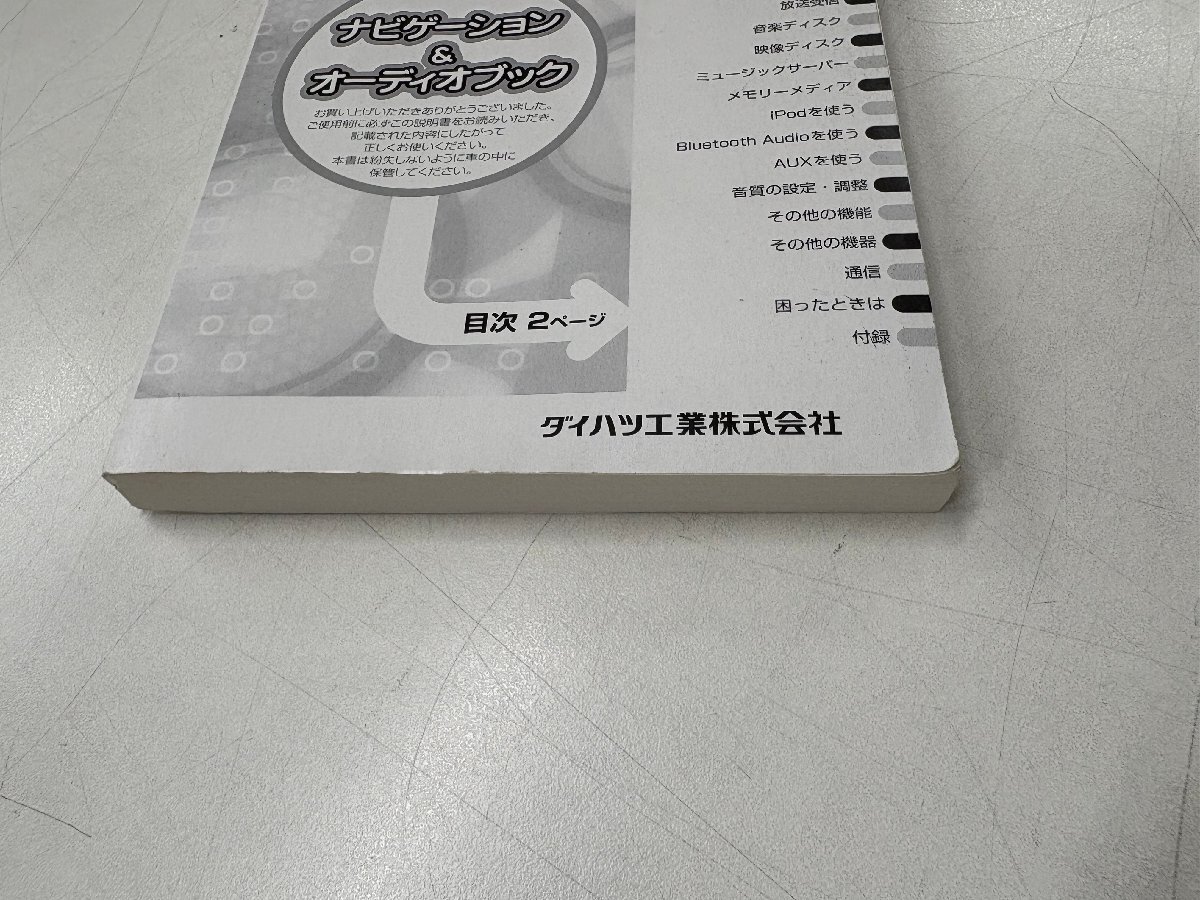 ナビゲーション
&
オーディオブック
お買い上げいただきありがとうございました。
ご使用前に必ずこの説明書をお読みいただき、
記載された内容にしたがって
正しくお使いください。
本書は紛失しないように車の中に
保管してください。
目次 2ページ
放送受信
音楽ディスク
映像ディスク
ミュージックサーバー
メモリーメディア
iPodを使う
Bluetooth Audioを使う
AUXを使う
音質の設定・調整
その他の機能
その他の機器
通信
困ったときは
付録
ダイハツ工業株式会社